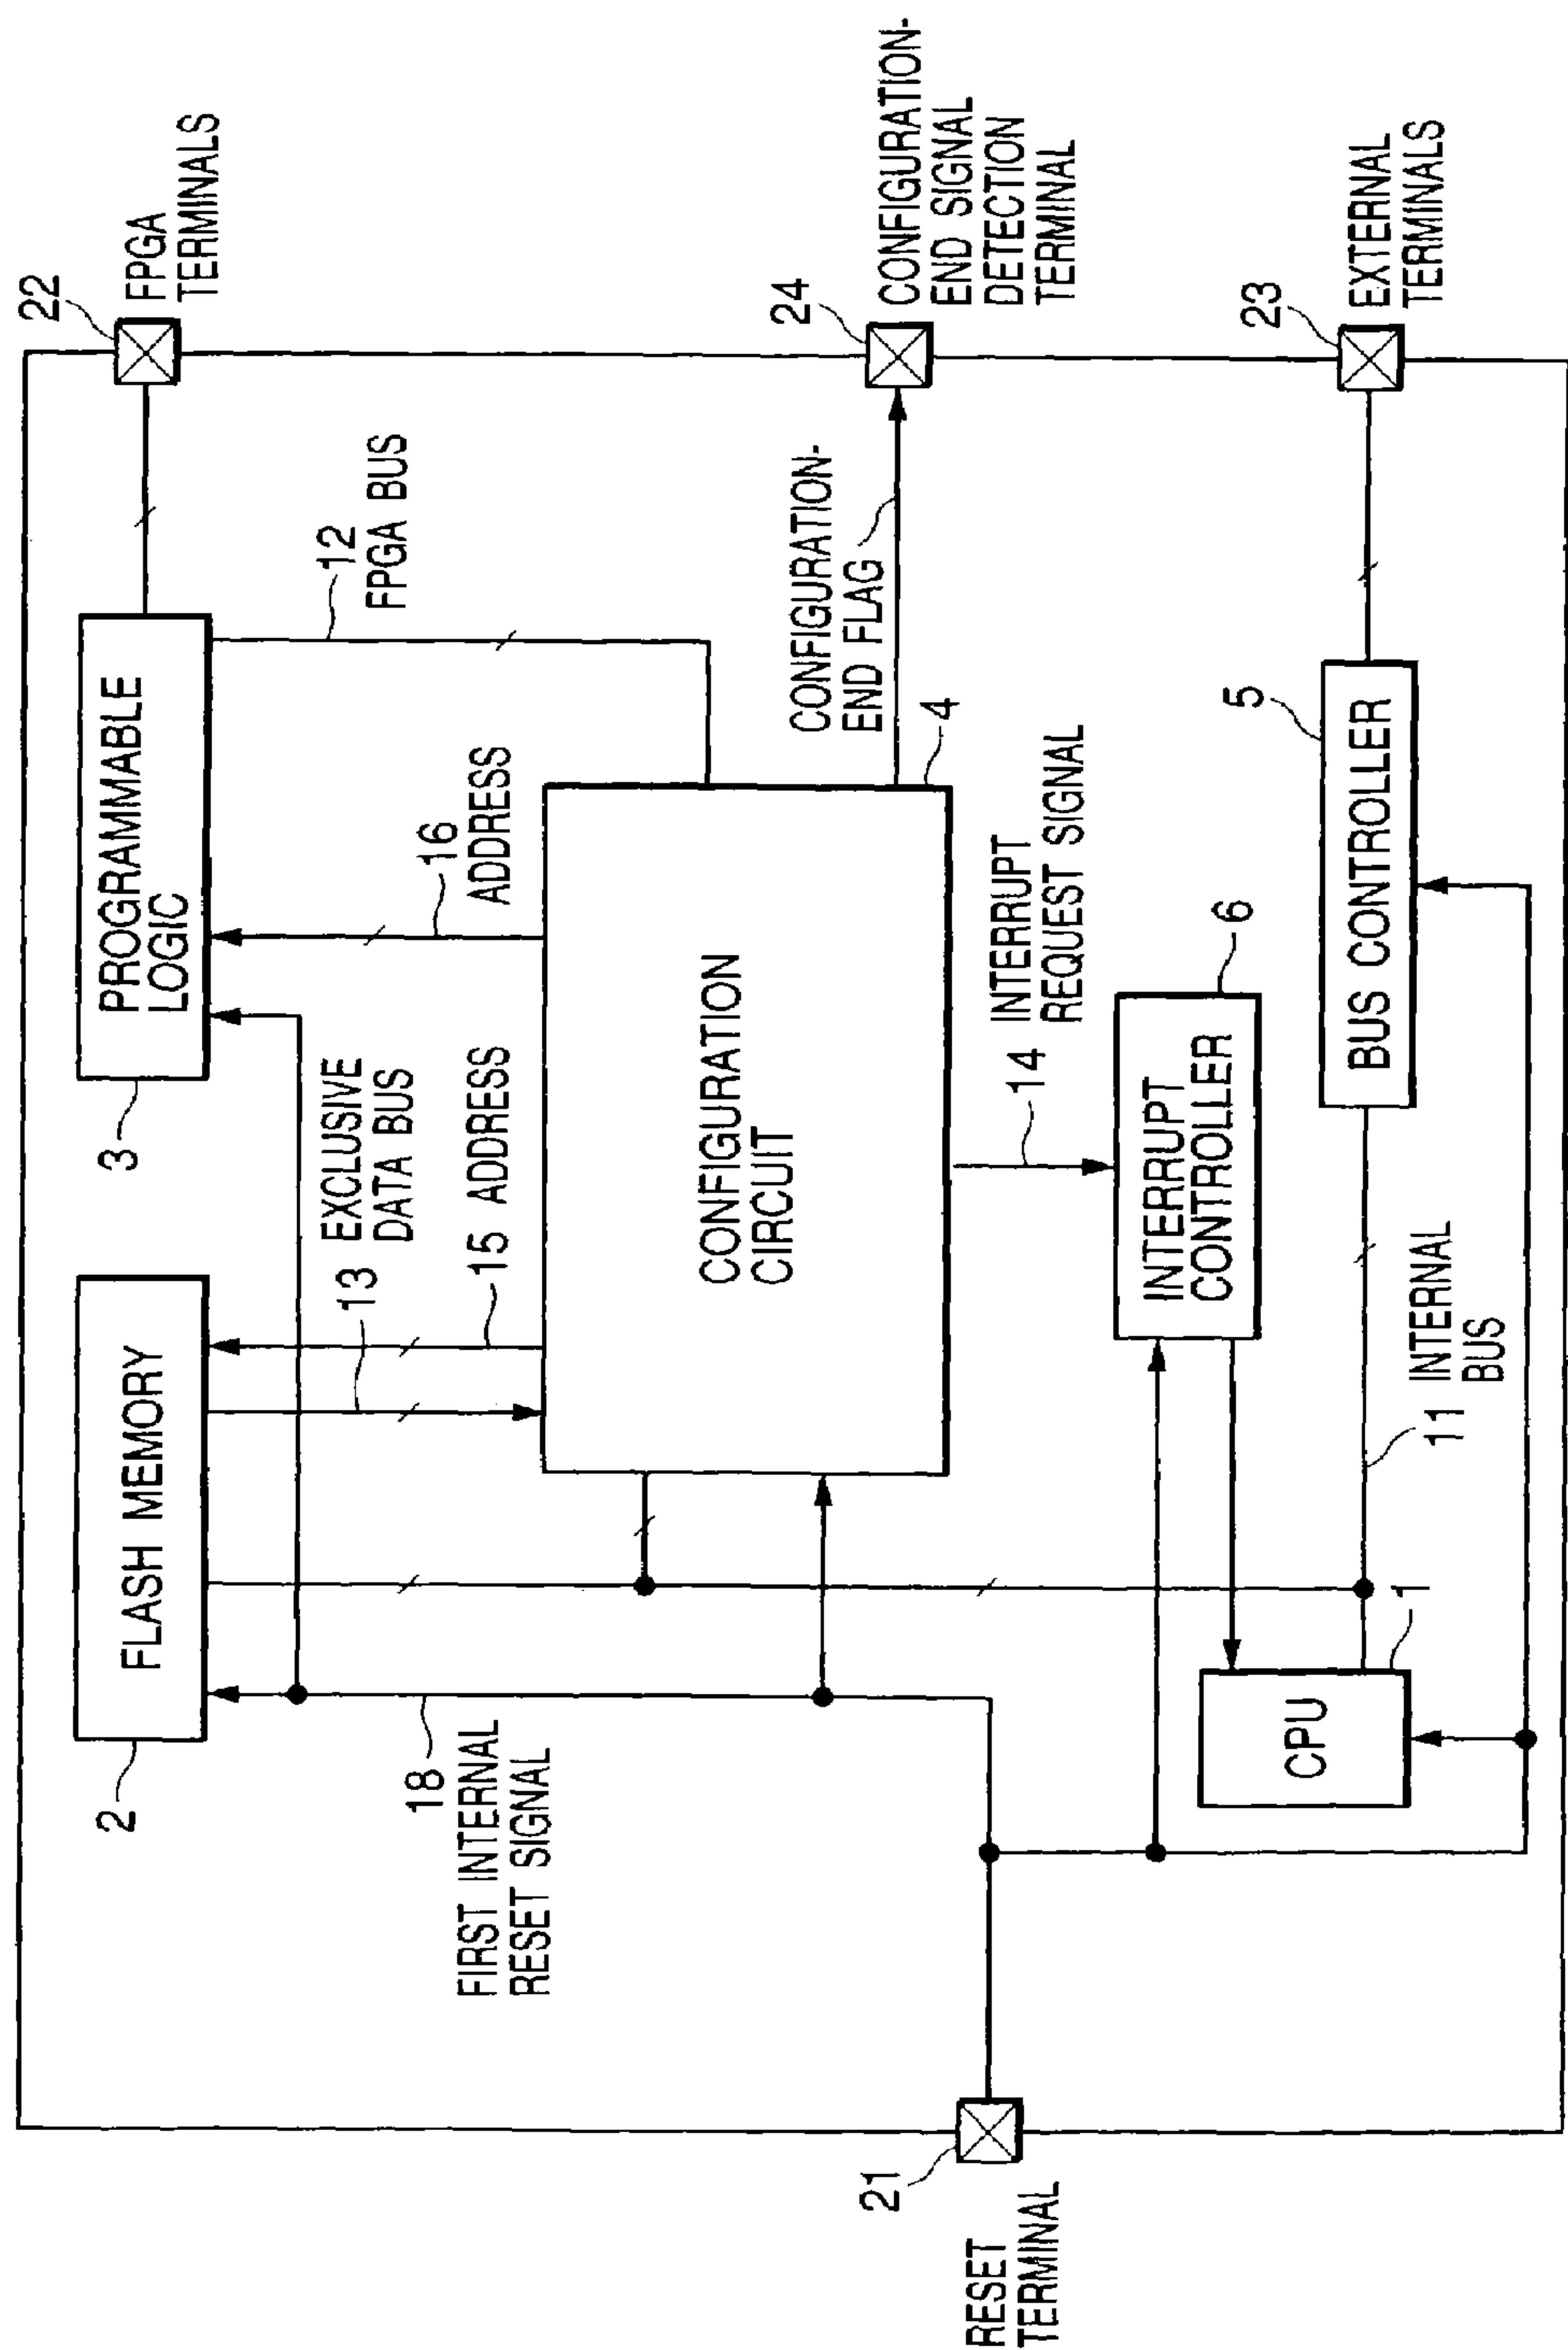 22
FPGA
TERMINALS
PROGRAMMABLE
LOGIC
3
12
FPGA BUS
16
ADDRESS
EXCLUSIVE
DATA BUS
13
15 ADDRESS
FLASH MEMORY
2
18
FIRST INTERNAL
RESET SIGNAL
CONFIGURATION
CIRCUIT
4
CONFIGURATION-
END FLAG
24
CONFIGURATION-
END SIGNAL
DETECTION
TERMINAL
INTERRUPT
REQUEST SIGNAL
14
INTERRUPT
CONTROLLER
6
BUS CONTROLLER
5
23
EXTERNAL
TERMINALS
11 INTERNAL
BUS
CPU
1
21
RESET
TERMINAL